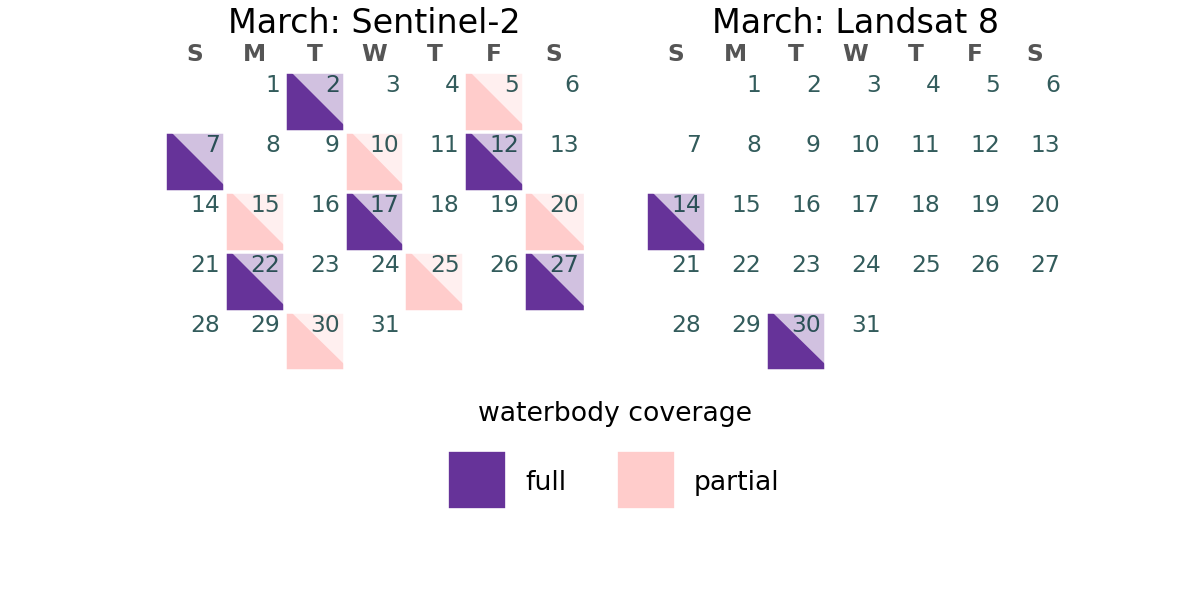 March: Sentinel-2
S M T W T F S
1 2 3 4 5 6
7 8 9 10 11 12 13
14 15 16 17 18 19 20
21 22 23 24 25 26 27
28 29 30 31
March: Landsat 8
S M T W T F S
1 2 3 4 5 6
7 8 9 10 11 12 13
14 15 16 17 18 19 20
21 22 23 24 25 26 27
28 29 30 31
waterbody coverage
full partial